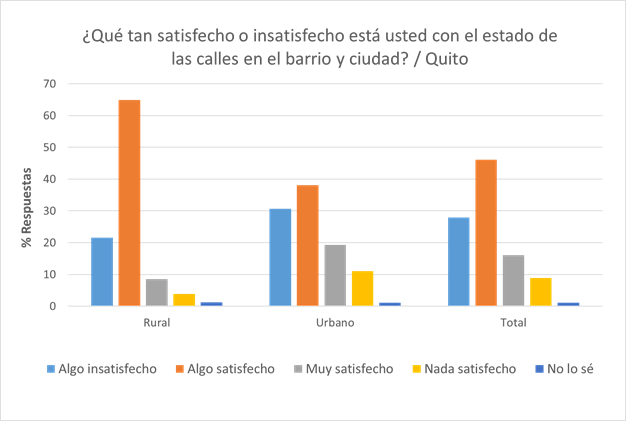 ¿Qué tan satisfecho o insatisfecho está usted con el estado de
las calles en el barrio y ciudad? / Quito
70
60
50
40
30
20
10
0
% Respuestas
Rural Urbano Total
Algo insatisfecho Algo satisfecho Muy satisfecho Nada satisfecho No lo sé